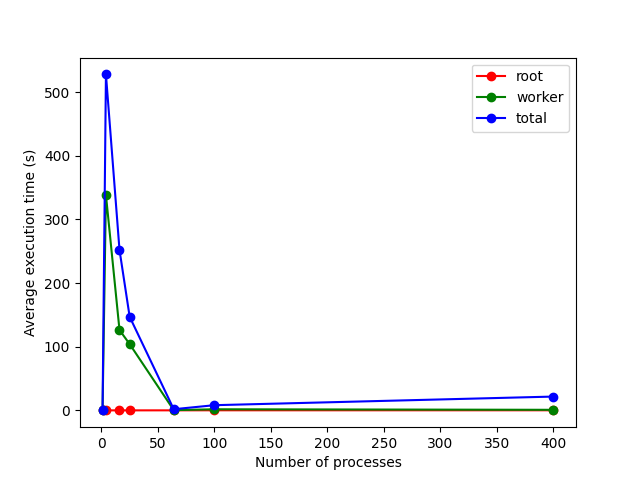 root
worker
total
Average execution time (s)
500
400
300
200
100
0
0 50 100 150 200 250 300 350 400
Number of processes